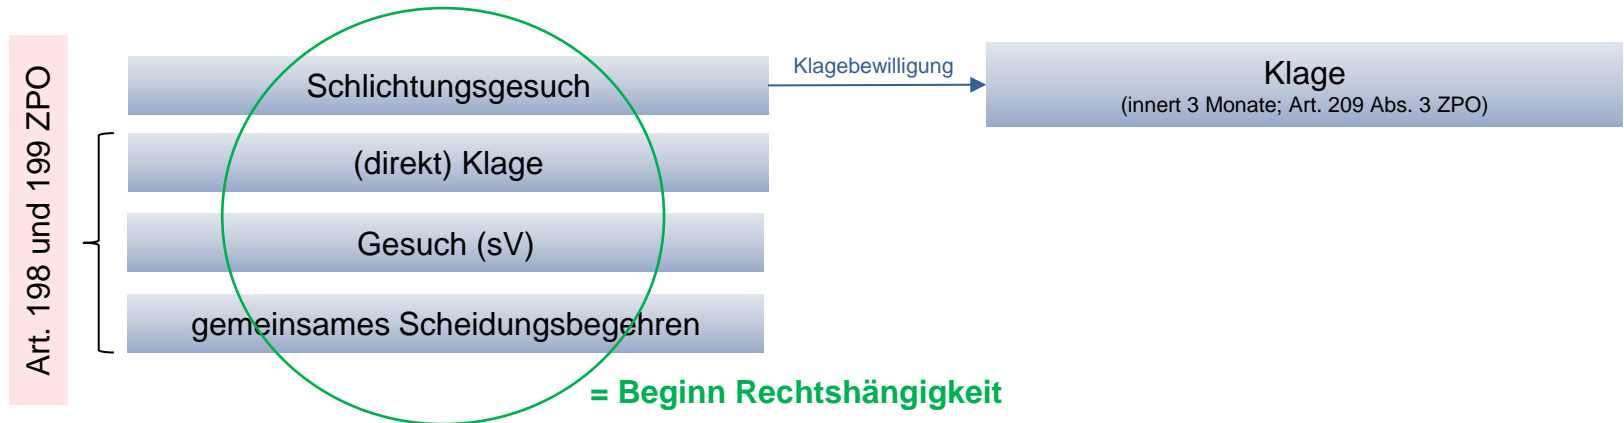 Art. 198 und 199 ZPO
Schlichtungsgesuch
Klagebewilligung
Klage
(innert 3 Monate; Art. 209 Abs. 3 ZPO)
(direkt) Klage
Gesuch (sV)
gemeinsames Scheidungsbegehren
= Beginn Rechtshängigkeit